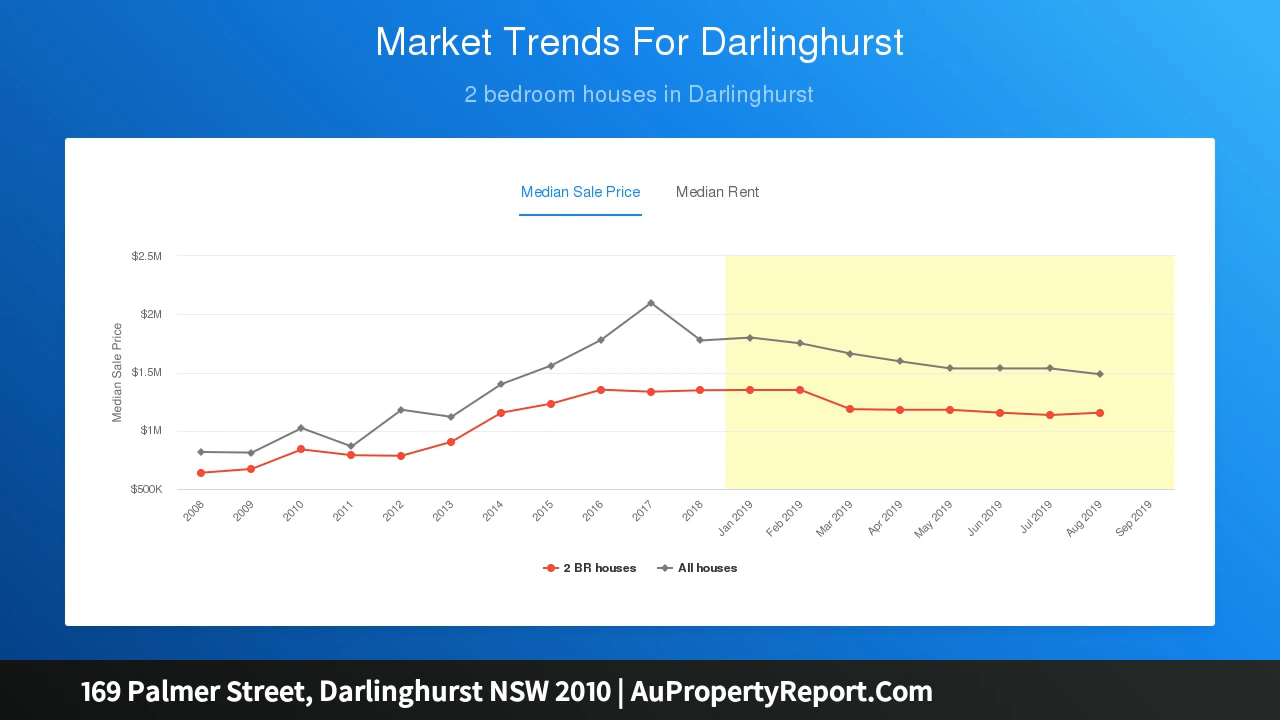 Market Trends For Darlinghurst
2 bedroom houses in Darlinghurst
Median Sale Price Median Rent
$2.5M
$2M
$1.5M
$1M
$500K
Median Sale Price
2008 2009 2010 2011 2012 2013 2014 2015 2016 2017 2018 Jan 2019 Feb 2019 Mar 2019 Apr 2019 May 2019 Jun 2019 Jul 2019 Aug 2019 Sep 2019
2 BR houses All houses
169 Palmer Street, Darlinghurst NSW 2010 | AuPropertyReport.Com